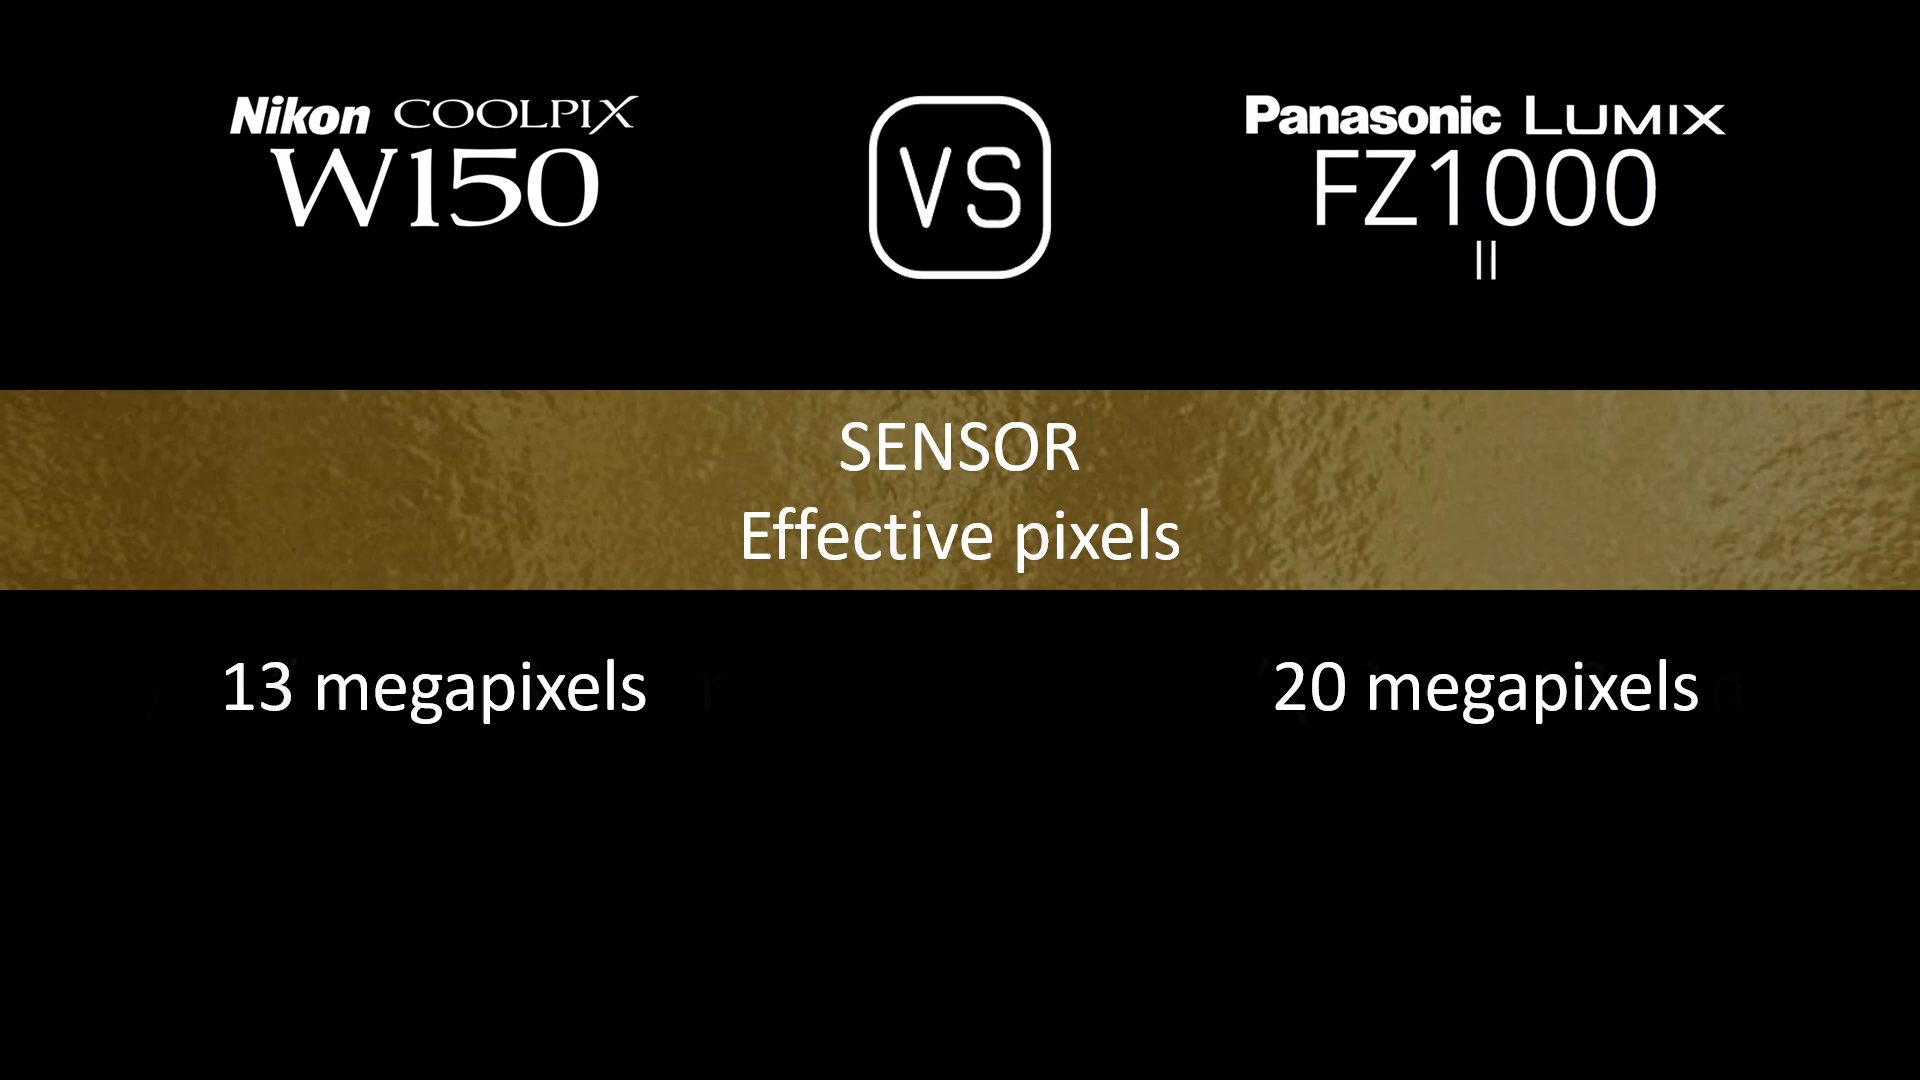 Nikon COOLPIX
W150
VS
Panasonic LUMIX
FZ1000
II
SENSOR
Effective pixels
13 megapixels
20 megapixels